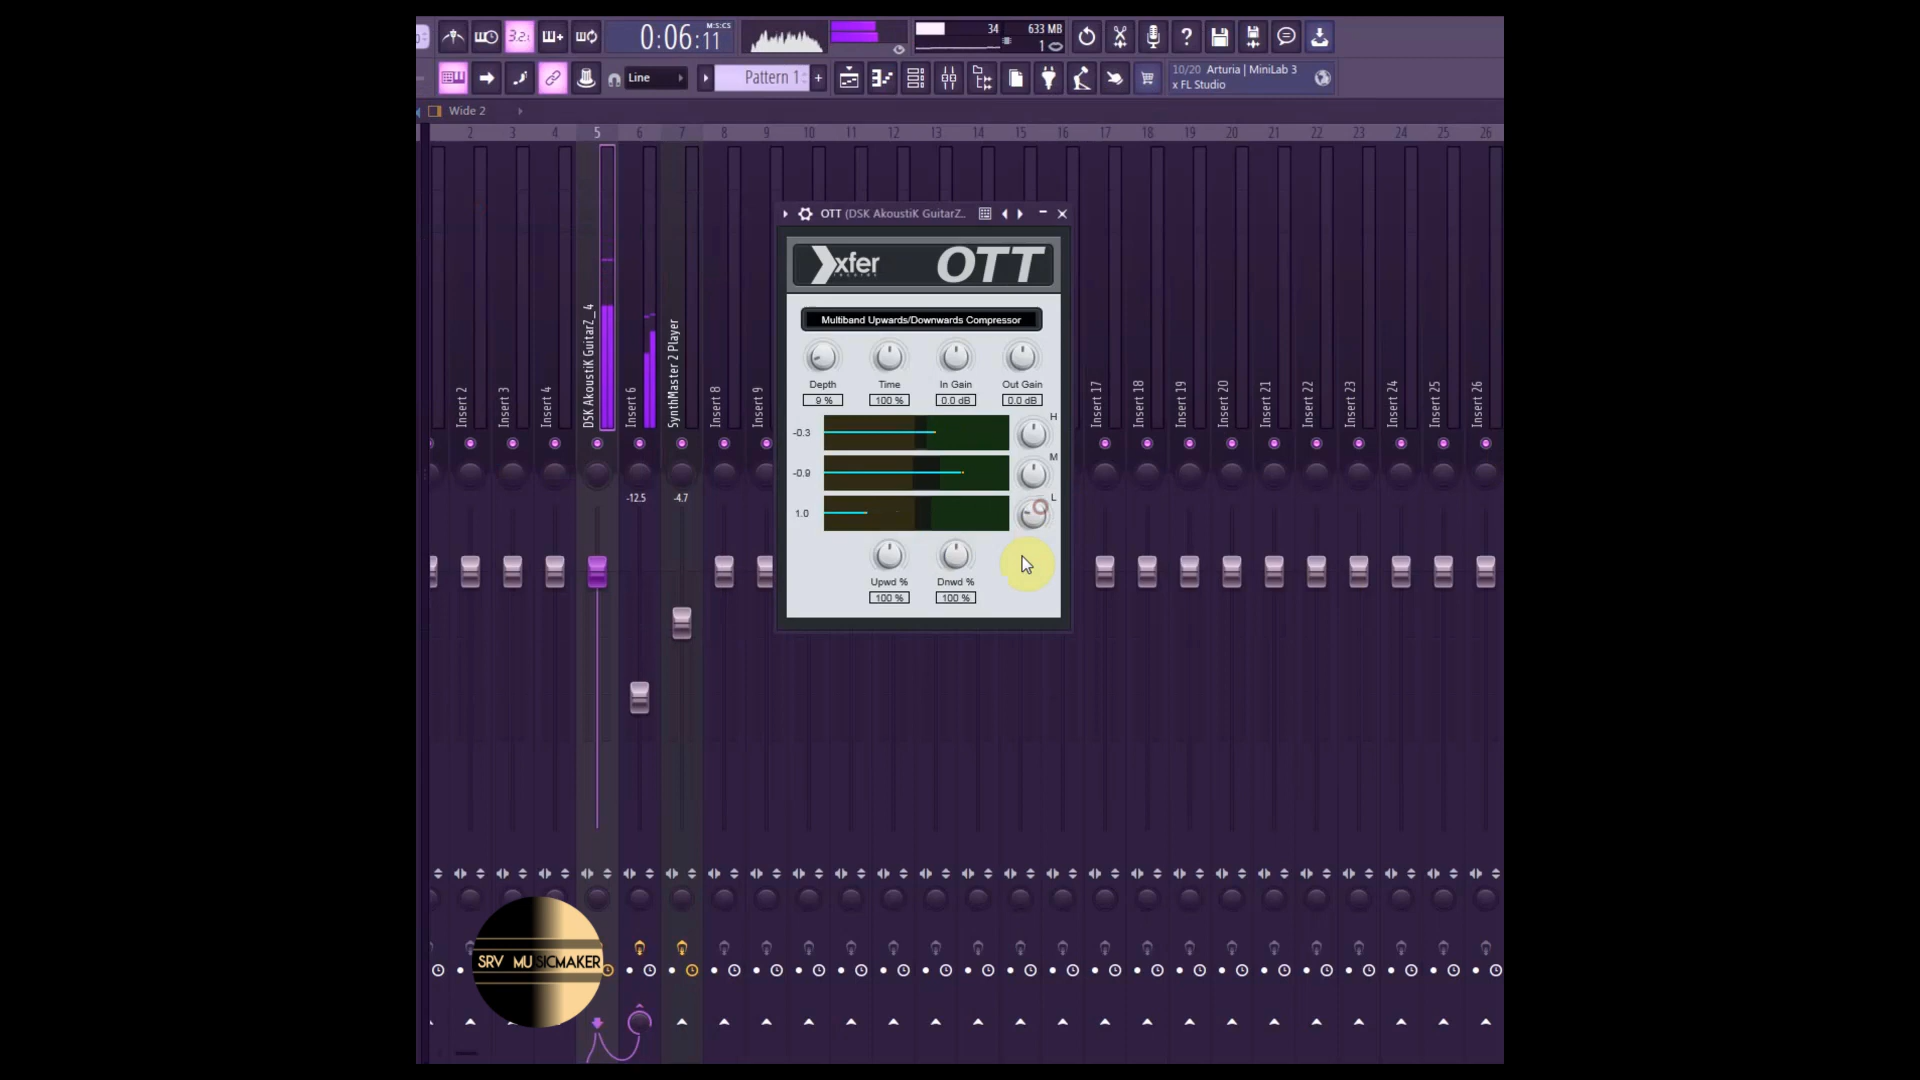 3.2.
0:06:11
M:S:CS
34
633 MB
1
Line
Pattern 1
+
10/20 Arturia | MiniLab 3
x FL Studio
Wide 2
2 3 4 5 6 7 8 9 10 11 12 13 14 15 16 17 18 19 20 21 22 23 24 25 26
OTT (DSK AkoustiK GuitarZ...
xfer
OTT
Multiband Upwards/Downwards Compressor
Depth Time In Gain Out Gain
9 % 100 % 0.0 dB 0.0 dB
H
-0.3
M
-0.9
L
1.0
Upwd % Dnwd %
100 % 100 %
Insert 2
Insert 3
Insert 4
DSK AkoustiK GuitarZ_4
Insert 6
SynthMaster 2 Player
Insert 8
Insert 9
Insert 17
Insert 18
Insert 19
Insert 20
Insert 21
Insert 22
Insert 23
Insert 24
Insert 25
Insert 26
-12.5 -4.7
SRV MUSICMAKER